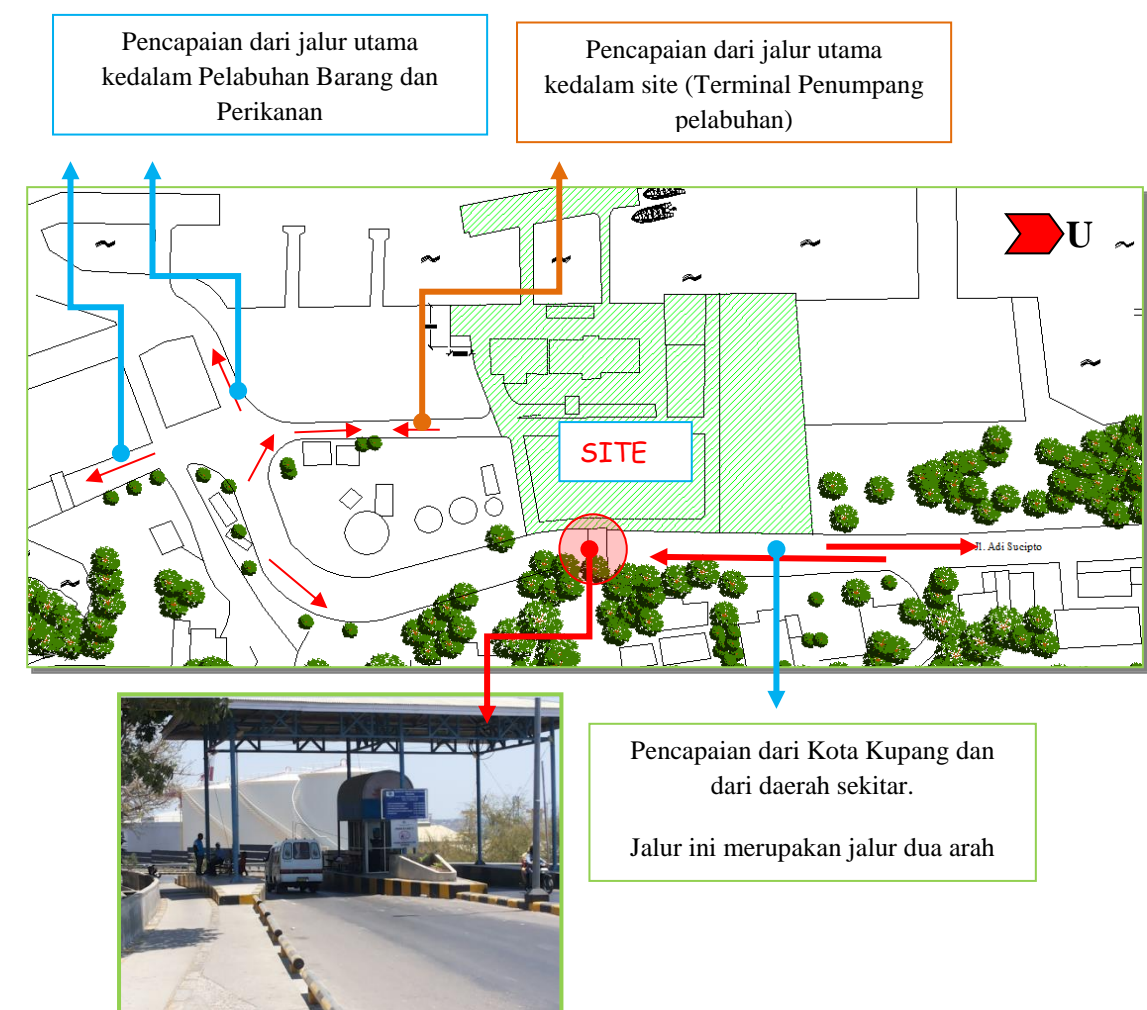 Pencapaian dari jalur utama
kedalam Pelabuhan Barang dan
Perikanan
Pencapaian dari jalur utama
kedalam site (Terminal Penumpang
pelabuhan)
U
SITE
Jl. Adi Sucipto
Pencapaian dari Kota Kupang dan
dari daerah sekitar.
Jalur ini merupakan jalur dua arah